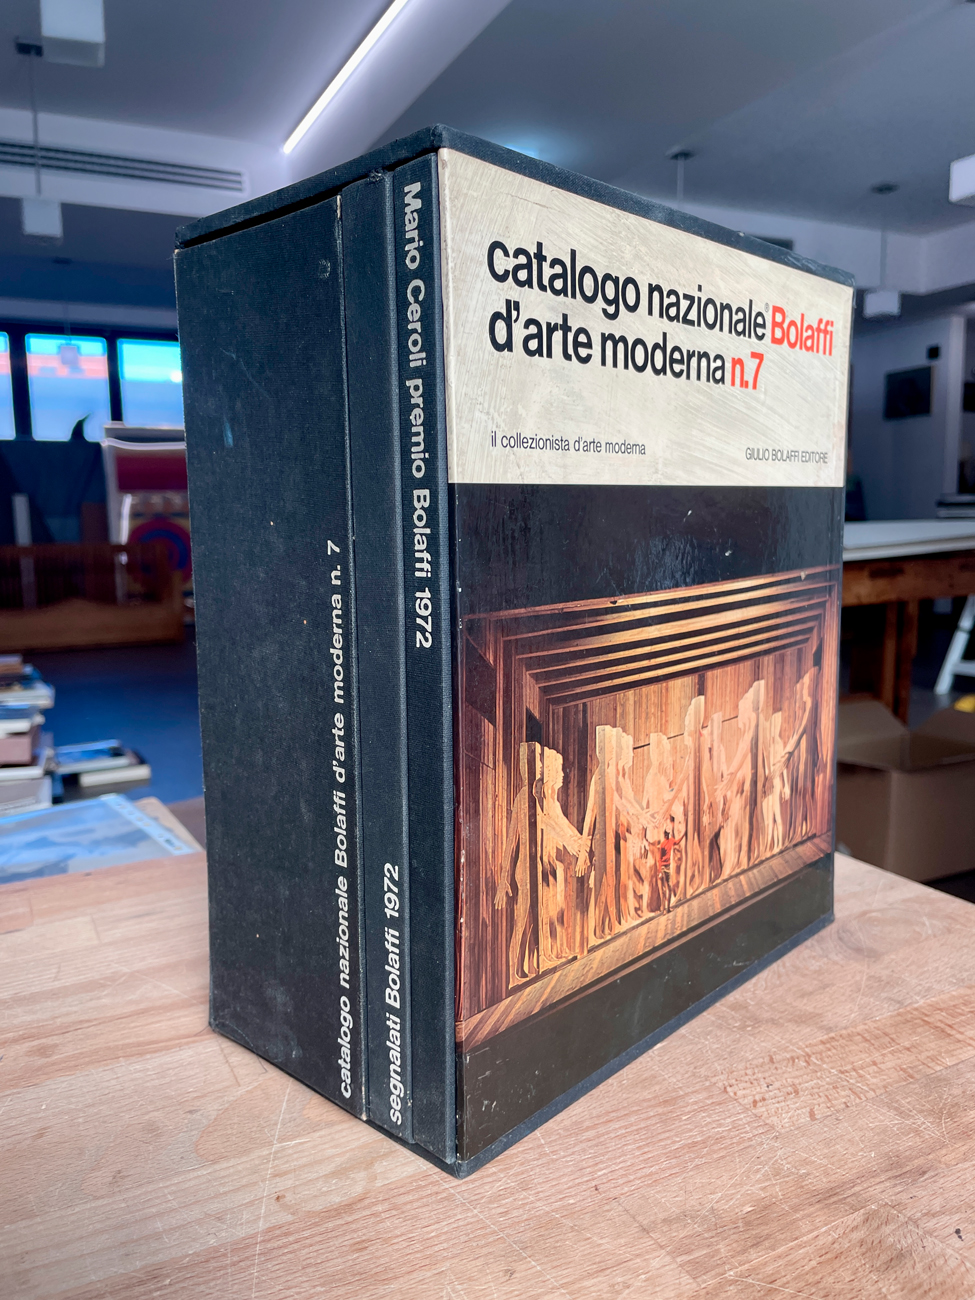 catalogo nazionale Bolaffi d'arte moderna n. 7
segnalati Bolaffi 1972
Mario Ceroli premio Bolaffi 1972
catalogo nazionale® Bolaffi
d'arte moderna n.7
il collezionista d'arte moderna
GIULIO BOLAFFI EDITORE